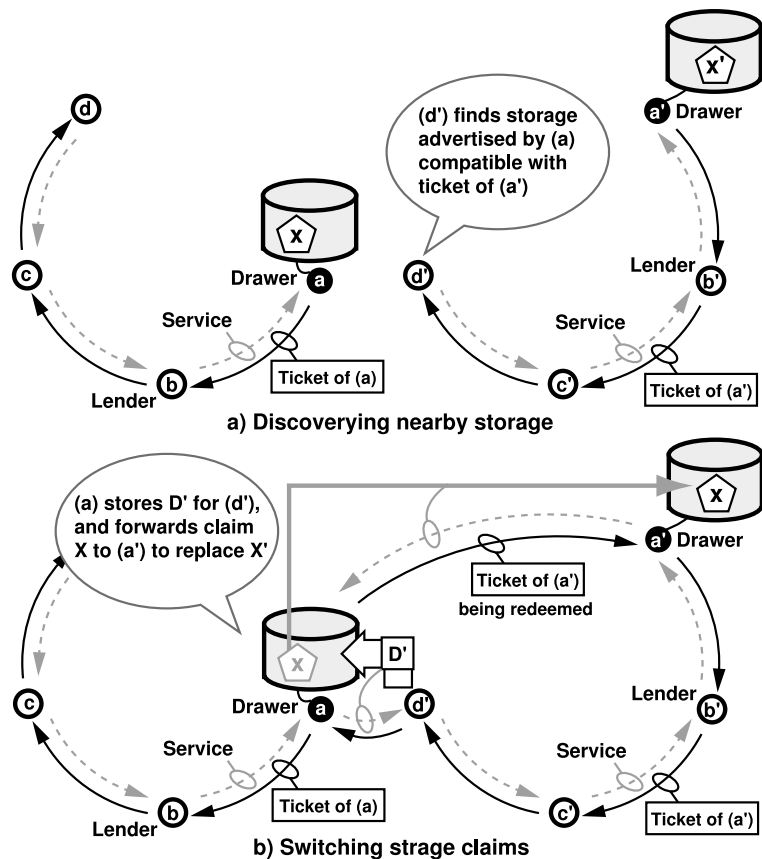 X'
a' Drawer
d
(d') finds storage
advertised by (a)
compatible with
ticket of (a')
X
Drawer a
c
d'
Lender
b'
Service
Service
b
Lender
Ticket of (a)
c'
Ticket of (a')
a) Discoverying nearby storage
(a) stores D' for (d'),
and forwards claim
X to (a') to replace X'
X
a' Drawer
Ticket of (a')
being redeemed
X
D'
c
Drawer a
d'
Lender
b'
Service
Service
b
Lender
Ticket of (a)
c'
Ticket of (a')
b) Switching strage claims